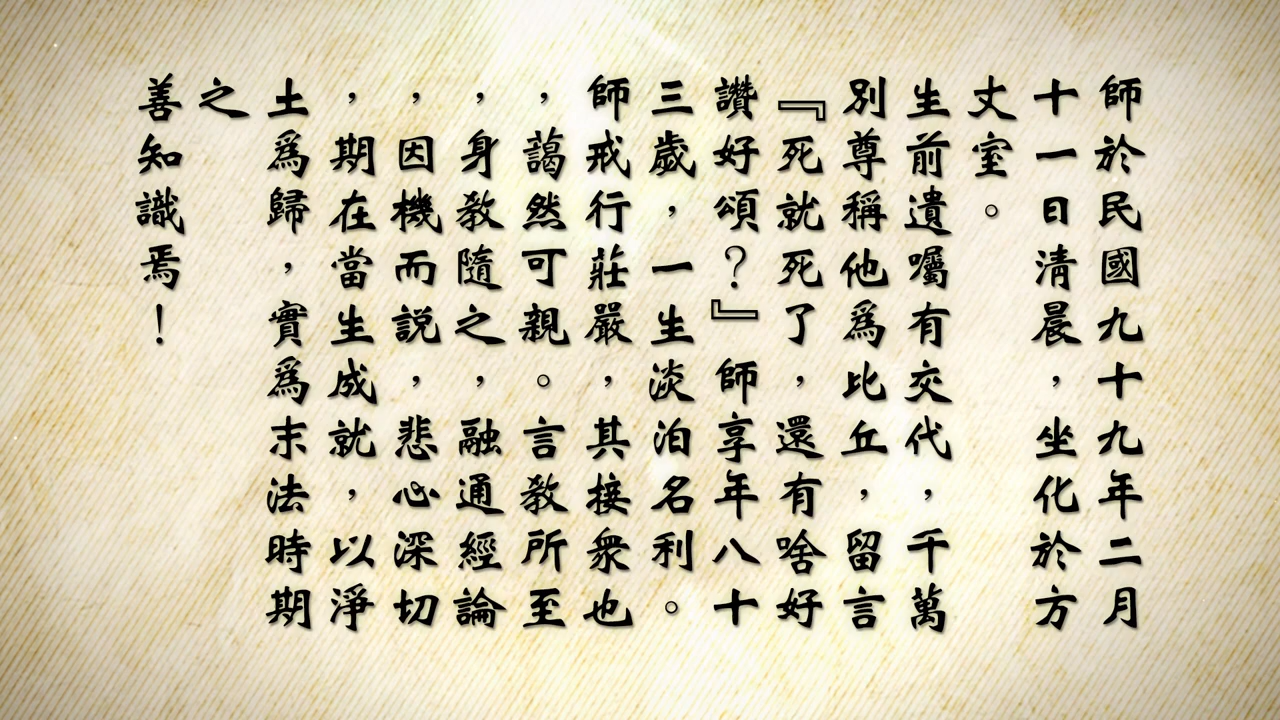 師於民國九十九年二月
十一日清晨，坐化於方
丈室。
生前遺囑有交代，千萬
別尊稱他為比丘，留言
『死就死了，還有啥好
讚好頌？』師享年八十
三歲，一生淡泊名利。
師戒行莊嚴，其接衆也
，藹然可親。言教所至
，身教隨之，融通經論
，因機而說，悲心深切
，期在當生成就，以淨
土為歸，實為末法時期
之
善知識焉！